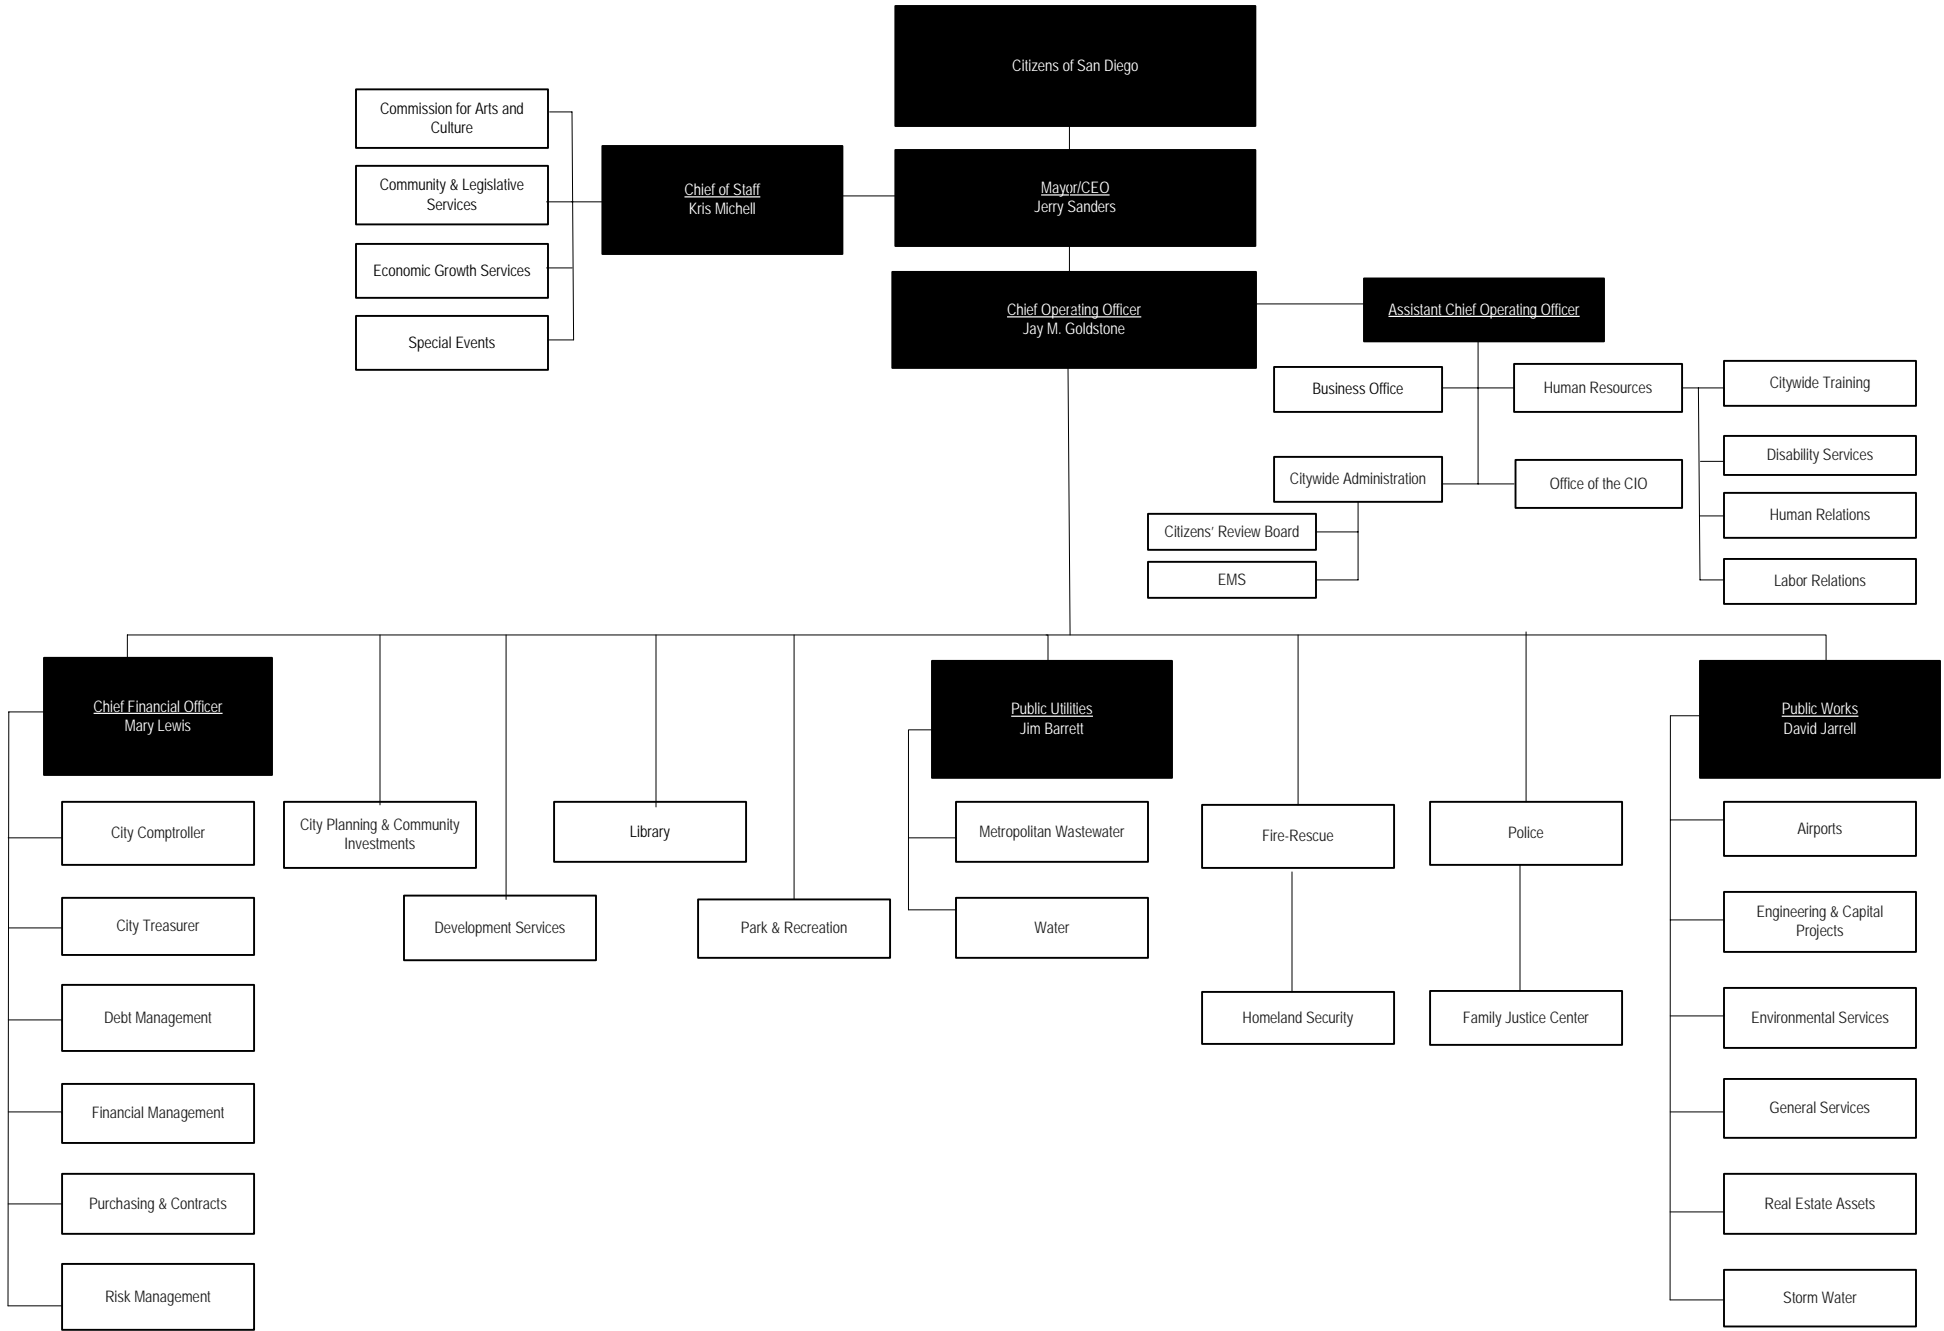 Citizens of San Diego
Commission for Arts and
Culture
Community & Legislative
Services
Economic Growth Services
Special Events
Chief of Staff
Kris Michell
Mayor/CEO
Jerry Sanders
Chief Operating Officer
Jay M. Goldstone
Assistant Chief Operating Officer
Business Office
Human Resources
Citywide Training
Disability Services
Human Relations
Labor Relations
Citywide Administration
Office of the CIO
Citizens’ Review Board
EMS
Chief Financial Officer
Mary Lewis
City Comptroller
City Treasurer
Debt Management
Financial Management
Purchasing & Contracts
Risk Management
City Planning & Community
Investments
Development Services
Library
Park & Recreation
Public Utilities
Jim Barrett
Metropolitan Wastewater
Water
Fire-Rescue
Homeland Security
Police
Family Justice Center
Public Works
David Jarrell
Airports
Engineering & Capital
Projects
Environmental Services
General Services
Real Estate Assets
Storm Water